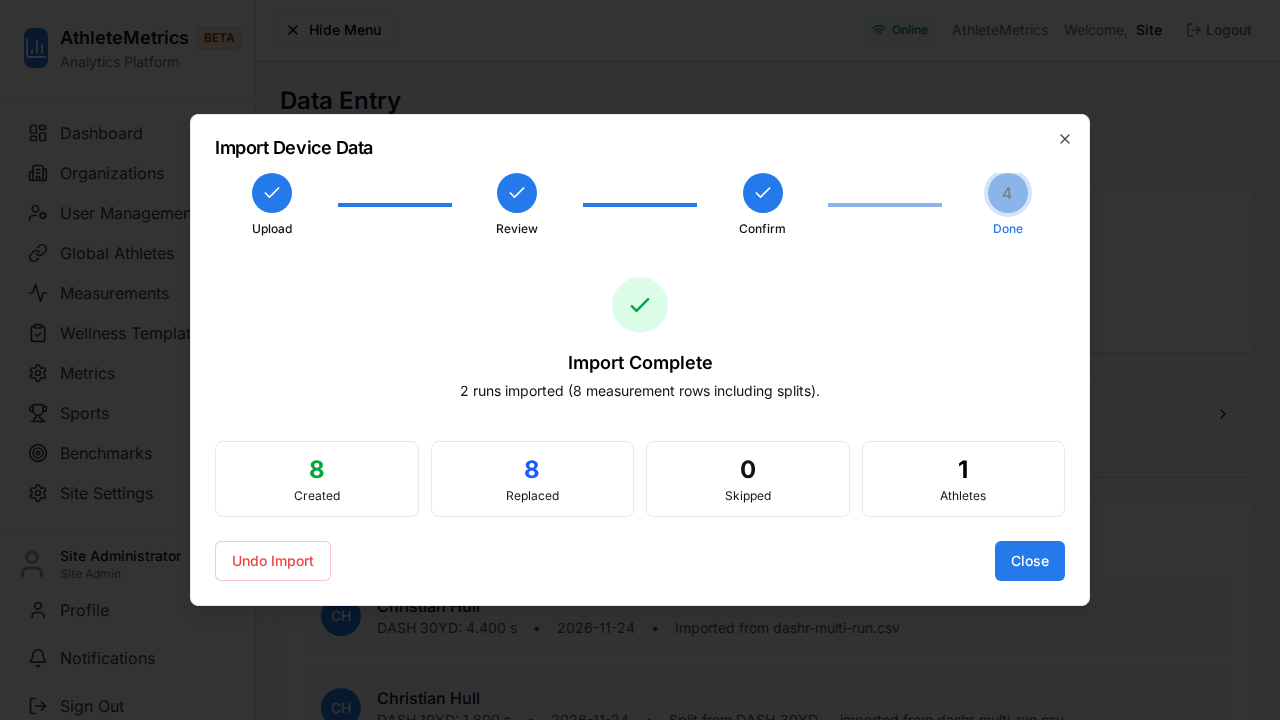 AthleteMetrics BETA
Analytics Platform
Hide Menu
Online
AthleteMetrics
Welcome, Site
Logout
Data Entry
Dashboard
Organizations
User Managemen
Global Athletes
Measurements
Wellness Templat
Metrics
Sports
Benchmarks
Site Settings
Site Administrator
Site Admin
Profile
Notifications
Sign Out
Import Device Data
Upload
Review
Confirm
4
Done
Import Complete
2 runs imported (8 measurement rows including splits).
8
Created
8
Replaced
0
Skipped
1
Athletes
Undo Import
Close
CH
Christian Hull
DASH 30YD: 4.400 s • 2026-11-24 • Imported from dashr-multi-run.csv
CH
Christian Hull
DASH 10YD: 1.800 s • 2026-11-24 • Split from DASH 30YD — imported from dashr-multi-run.csv